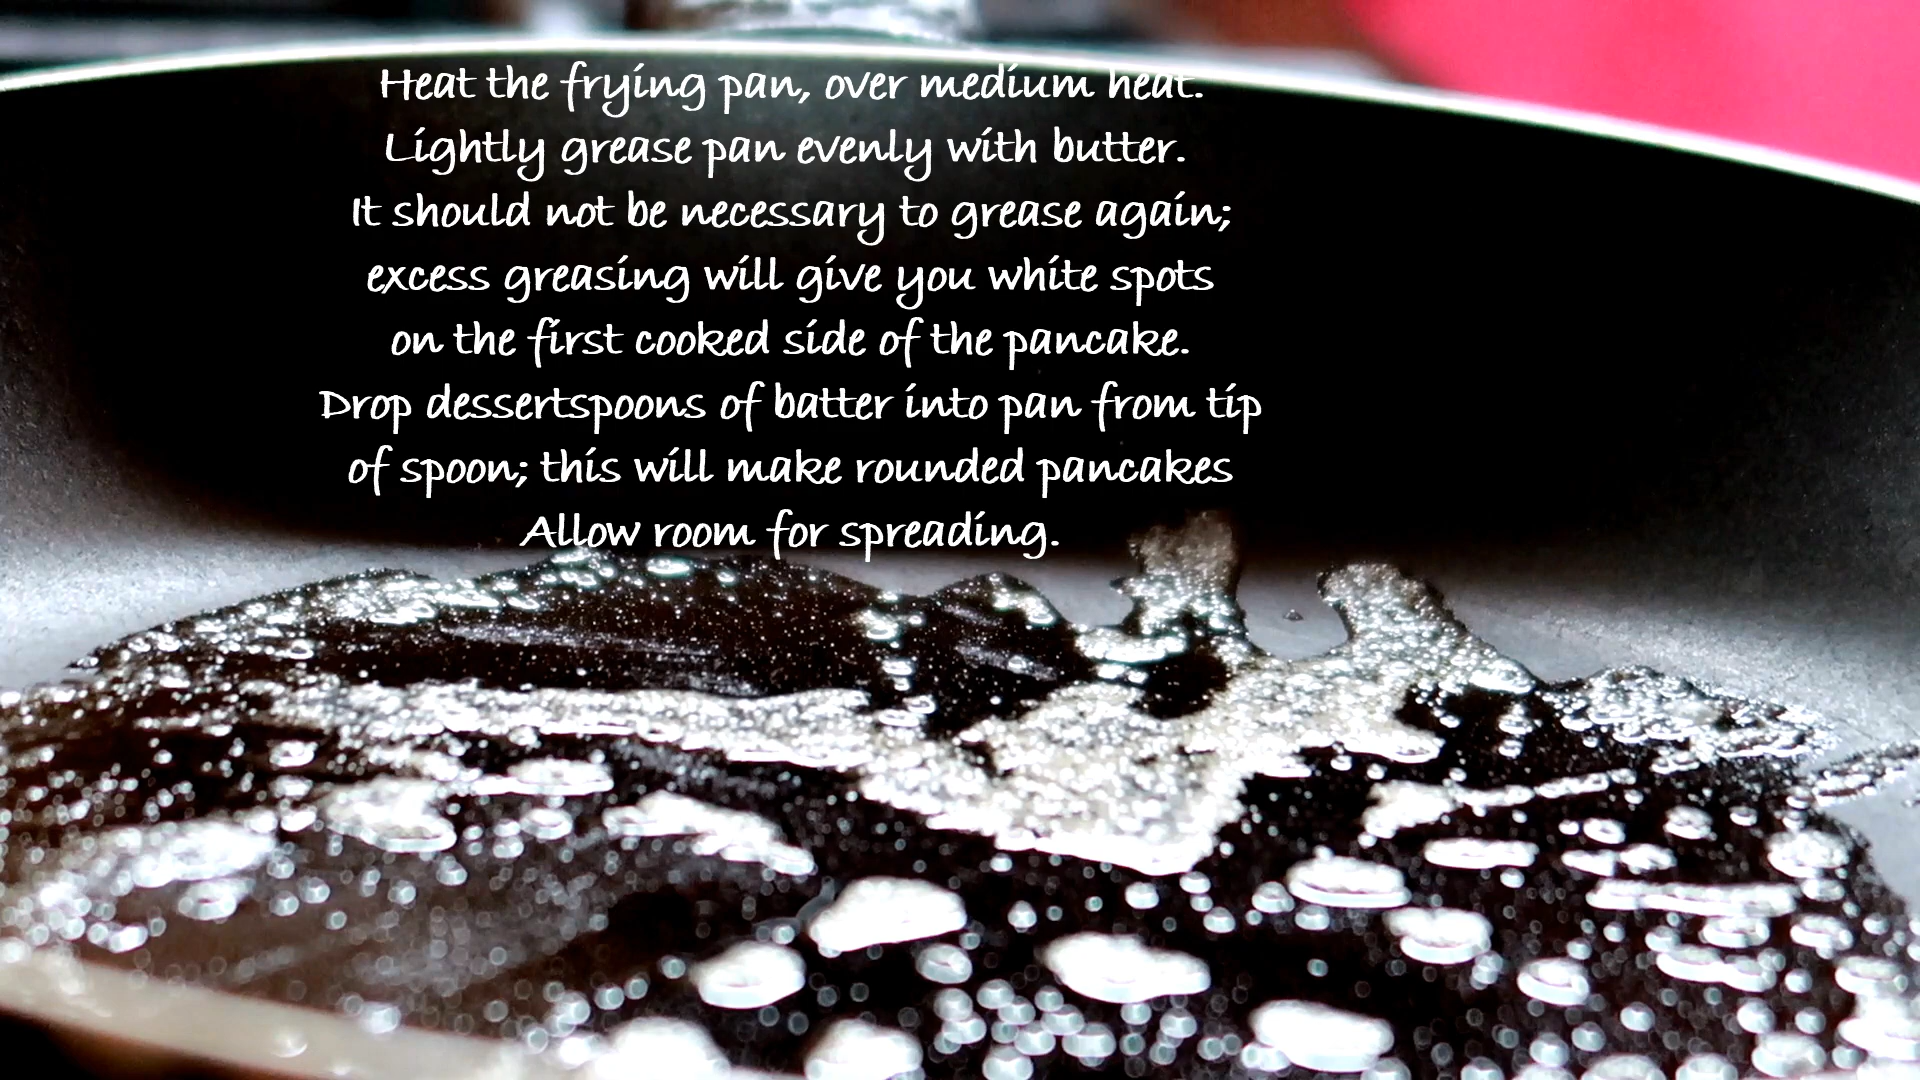 Heat the frying pan, over medium heat.
Lightly grease pan evenly with butter.
It should not be necessary to grease again;
excess greasing will give you white spots
on the first cooked side of the pancake.
Drop dessertspoons of batter into pan from tip
of spoon; this will make rounded pancakes
Allow room for spreading.